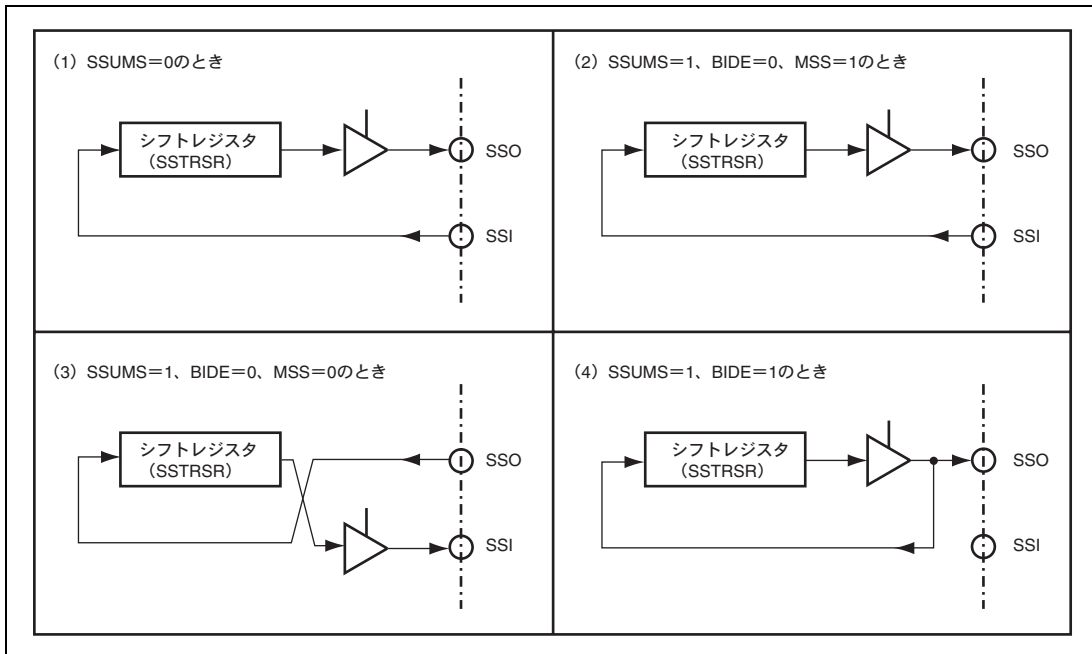 (1) SSUMS=0のとき
シフトレジスタ
(SSTRSR)
SSO
SSI
(2) SSUMS=1、BIDE=0、MSS=1のとき
シフトレジスタ
(SSTRSR)
SSO
SSI
(3) SSUMS=1、BIDE=0、MSS=0のとき
シフトレジスタ
(SSTRSR)
SSO
SSI
(4) SSUMS=1、BIDE=1のとき
シフトレジスタ
(SSTRSR)
SSO
SSI